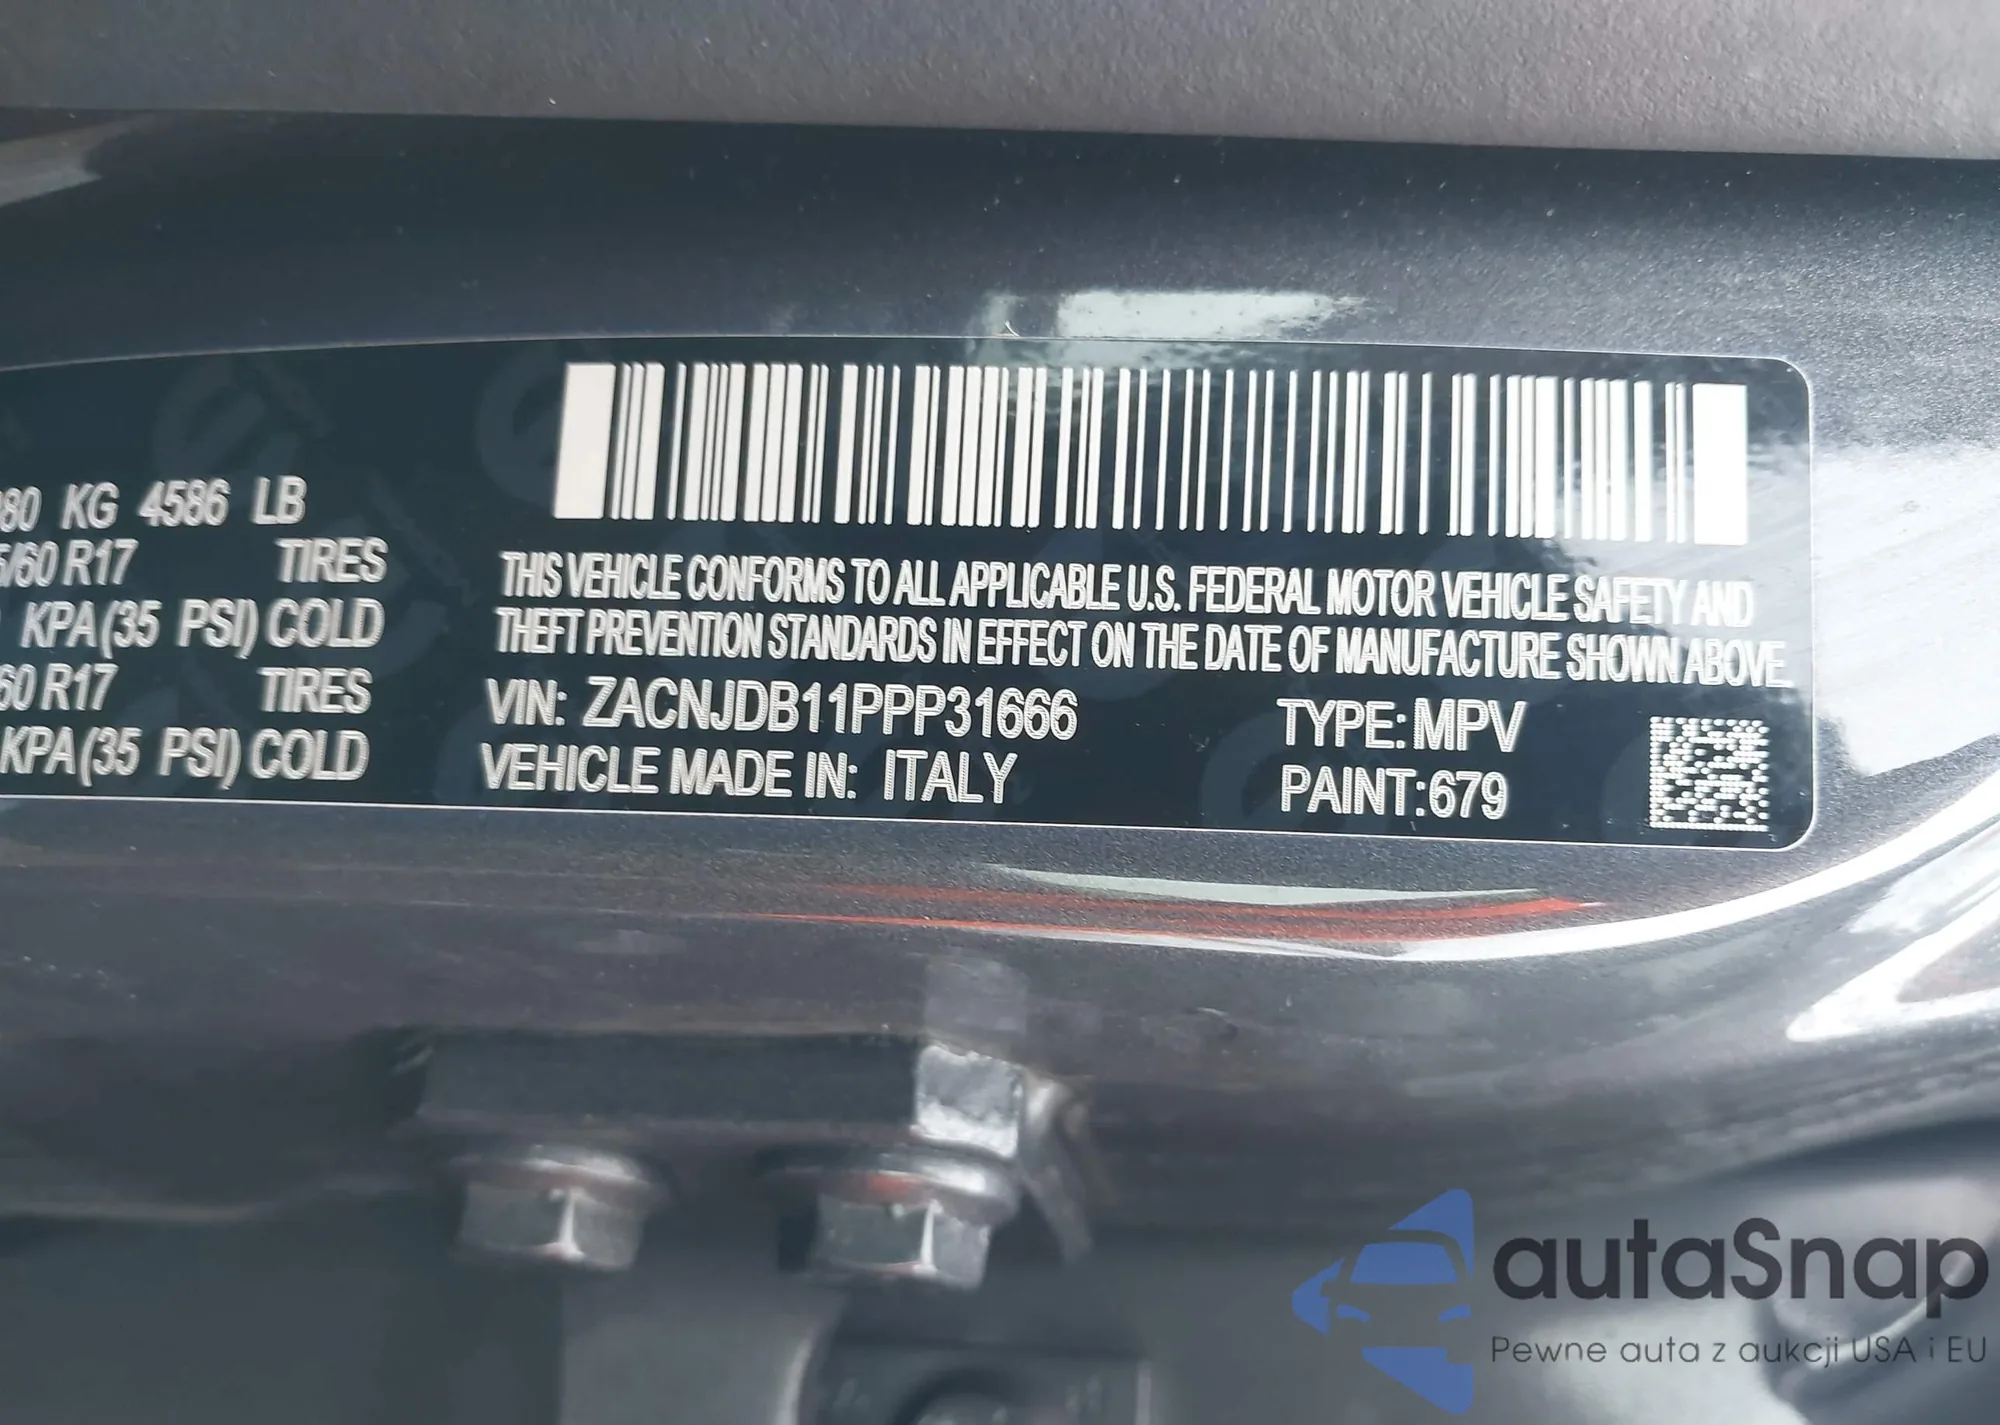 80 KG 4586 LB
5/60 R17 TIRES
KPA(35 PSI) COLD
60 R17 TIRES
KPA(35 PSI) COLD
THIS VEHICLE CONFORMS TO ALL APPLICABLE U.S. FEDERAL MOTOR VEHICLE SAFETY AND
THEFT PREVENTION STANDARDS IN EFFECT ON THE DATE OF MANUFACTURE SHOWN ABOVE.
VIN: ZACNJDB11PPP31666 TYPE: MPV
VEHICLE MADE IN: ITALY PAINT: 679
autaSnap
Pewne auta z aukcji USA i EU